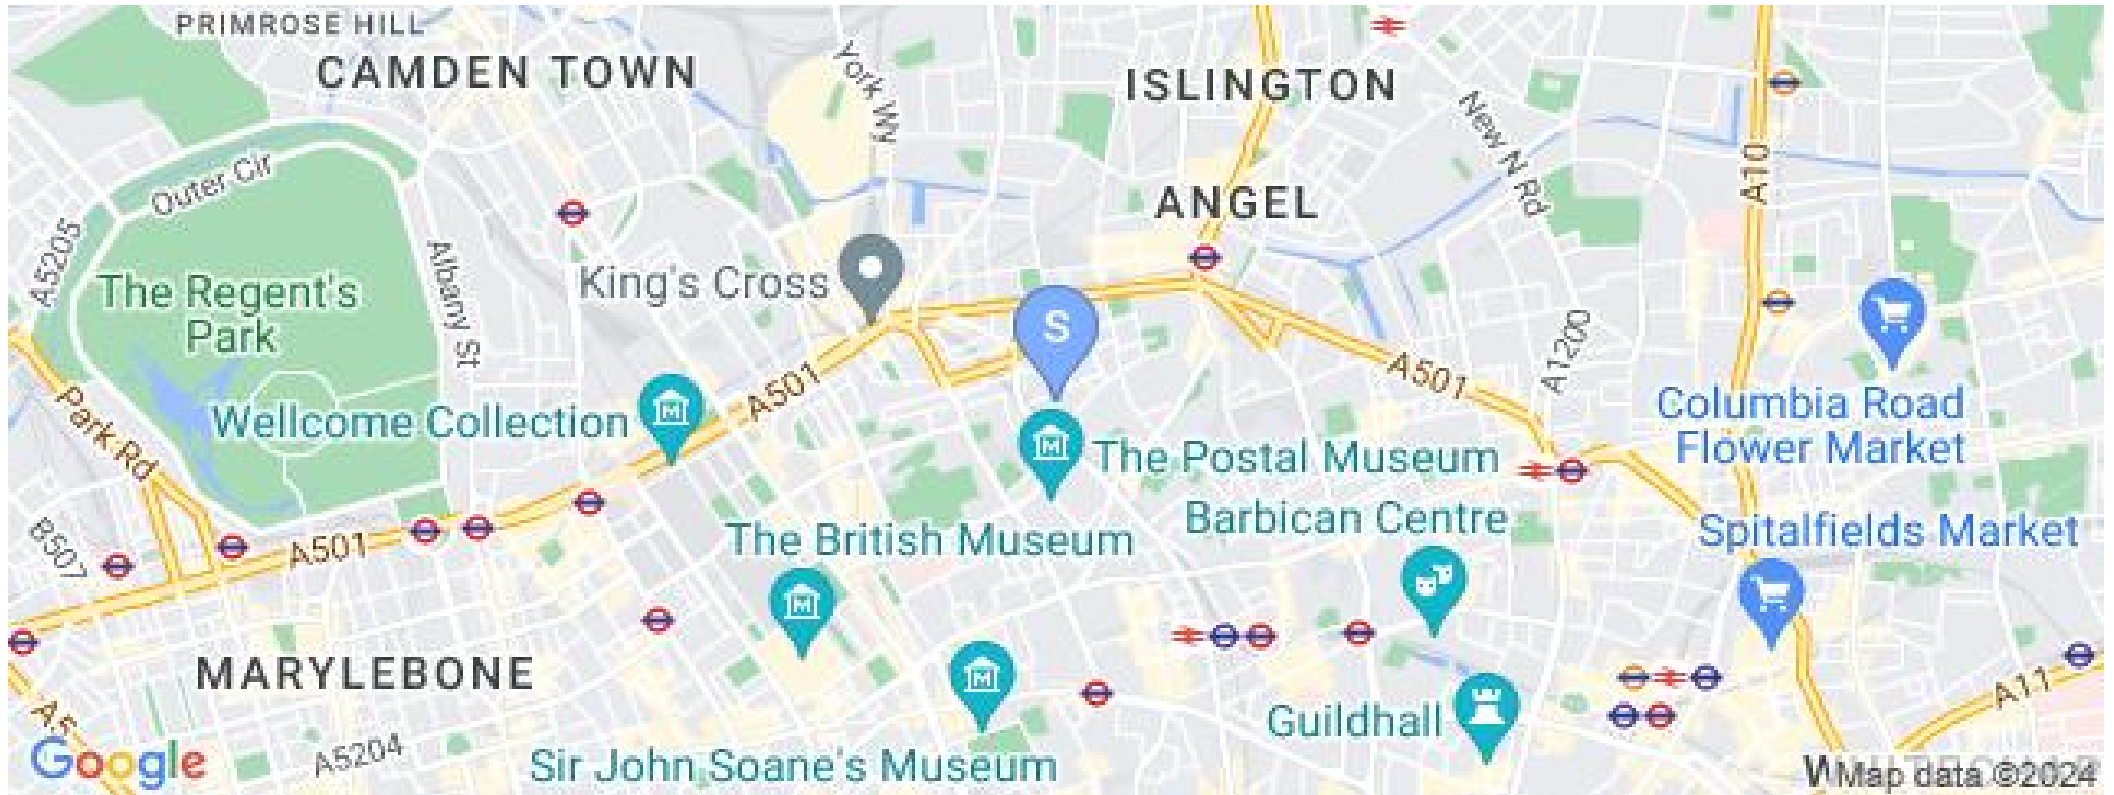 PRIMROSE HILL
CAMDEN TOWN
York Wy
ISLINGTON
New N Rd
A10
Outer Cir
ANGEL
A5205
Albany St
The Regent's
Park
King's Cross
S
A1200
Park Rd
Wellcome Collection
A501
A501
Columbia Road
Flower Market
The Postal Museum
Barbican Centre
Spitalfields Market
B507
A501
The British Museum
MARYLEBONE
Guildhall
A11
A5
A5204
Sir John Soane's Museum
Google
Map data ©2024